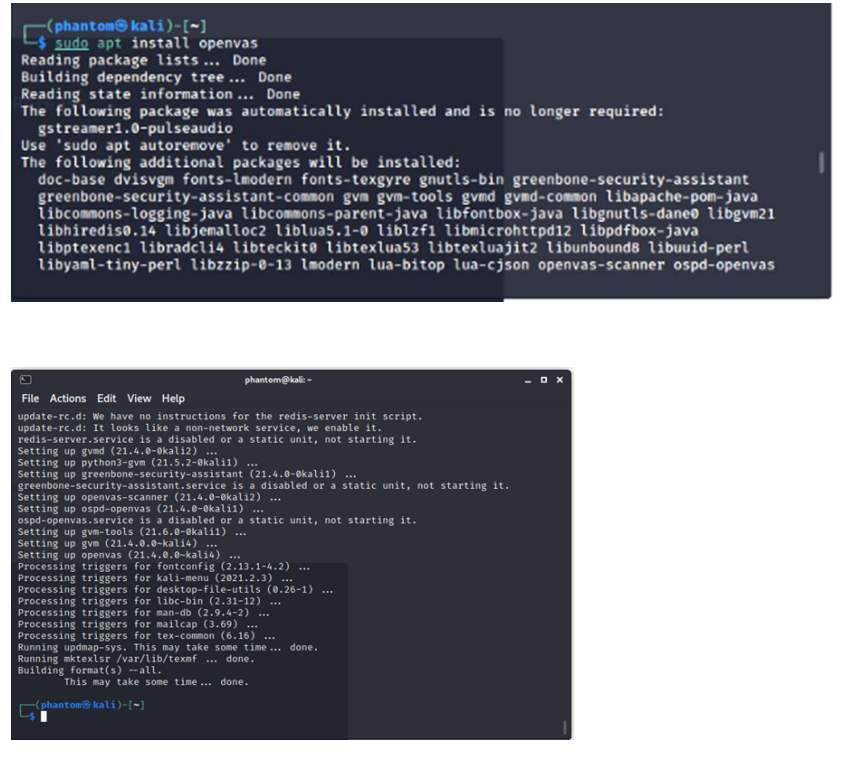 (phantom㉿kali)-[~]
$ sudo apt install openvas
Reading package lists... Done
Building dependency tree... Done
Reading state information... Done
The following package was automatically installed and is no longer required:
gstreamer1.0-pulseaudio
Use 'sudo apt autoremove' to remove it.
The following additional packages will be installed:
doc-base dvisvgm fonts-lmodern fonts-texgyre gnutls-bin greenbone-security-assistant
greenbone-security-assistant-common gvm gvm-tools gvmd gvmd-common libapache-pom-java
libcommons-logging-java libcommons-parent-java libfontbox-java libgnutls-dane0 libgvm21
libhiredis0.14 libjemalloc2 liblua5.1-0 liblzf1 libmicrohttpd12 libpdfbox-java
libptexenc1 libradcli4 libteckit0 libtexlua53 libtexluajit2 libunbound8 libuuid-perl
libyaml-tiny-perl libzzip-0-13 lmodern lua-bitop lua-cjson openvas-scanner ospd-openvas
phantom@kali: ~
File Actions Edit View Help
update-rc.d: We have no instructions for the redis-server init script.
update-rc.d: It looks like a non-network service, we enable it.
redis-server.service is a disabled or a static unit, not starting it.
Setting up gvmd (21.4.0-0kali2) ...
Setting up python3-gvm (21.5.2-0kali1) ...
Setting up greenbone-security-assistant (21.4.0-0kali1) ...
greenbone-security-assistant.service is a disabled or a static unit, not starting it.
Setting up openvas-scanner (21.4.0-0kali2) ...
Setting up ospd-openvas (21.4.0-0kali1) ...
ospd-openvas.service is a disabled or a static unit, not starting it.
Setting up gvm-tools (21.6.0-0kali1) ...
Setting up gvm (21.4.0.0~kali4) ...
Setting up openvas (21.4.0.0~kali4) ...
Processing triggers for fontconfig (2.13.1-4.2) ...
Processing triggers for kali-menu (2021.2.3) ...
Processing triggers for desktop-file-utils (0.26-1) ...
Processing triggers for libc-bin (2.31-12) ...
Processing triggers for man-db (2.9.4-2) ...
Processing triggers for mailcap (3.69) ...
Processing triggers for tex-common (6.16) ...
Running updmap-sys. This may take some time... done.
Running mktexlsr /var/lib/texmf ... done.
Building format(s) --all.
This may take some time... done.
(phantom㉿kali)-[~]
$